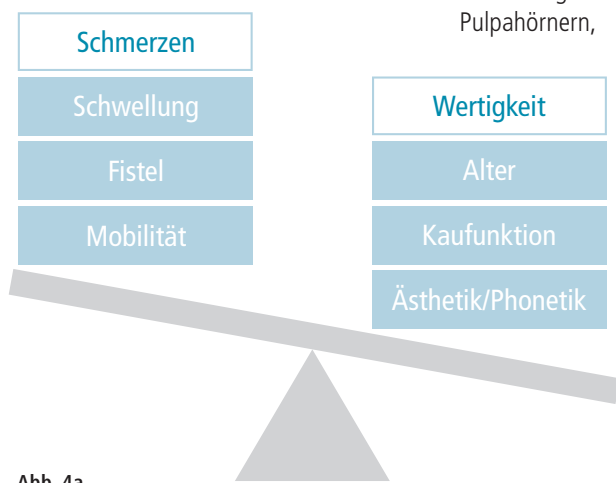 Pulpahörnern,
Schmerzen
Schwellung
Fistel
Mobilität
Wertigkeit
Alter
Kaufunktion
Ästhetik/Phonetik
Abb. 4a